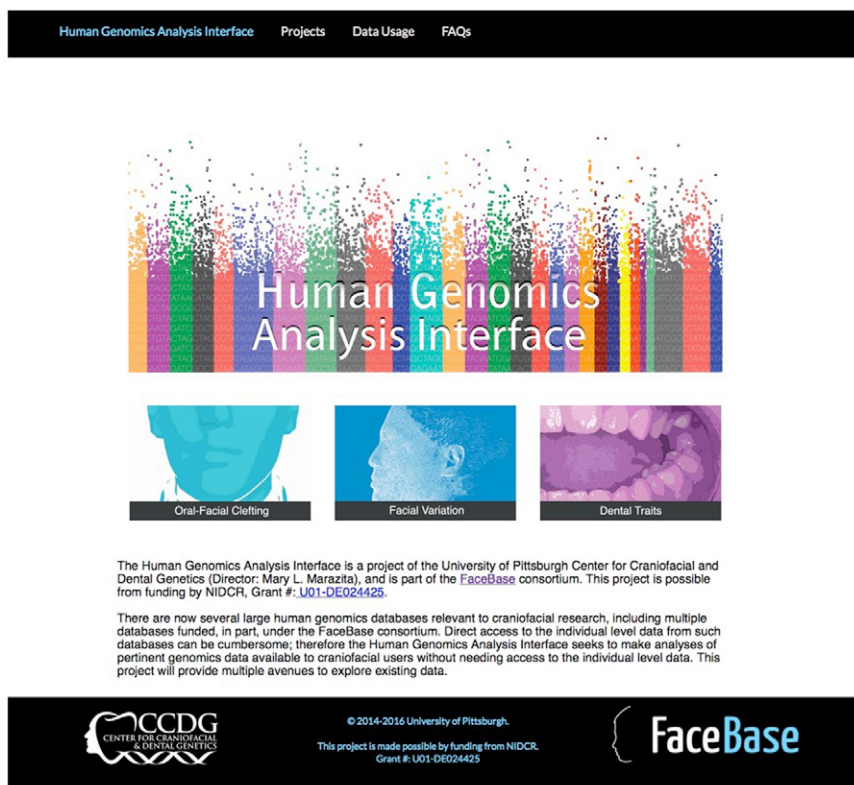 Human Genomics Analysis Interface Projects Data Usage FAQs
Human Genomics
Analysis Interface
Oral-Facial Clefting Facial Variation Dental Traits
The Human Genomics Analysis Interface is a project of the University of Pittsburgh Center for Craniofacial and
Dental Genetics (Director: Mary L. Marazita), and is part of the FaceBase consortium. This project is possible
from funding by NIDCR, Grant #: U01-DE024425.
There are now several large human genomics databases relevant to craniofacial research, including multiple
databases funded, in part, under the FaceBase consortium. Direct access to the individual level data from such
databases can be cumbersome; therefore the Human Genomics Analysis Interface seeks to make analyses of
pertinent genomics data available to craniofacial users without needing access to the individual level data. This
project will provide multiple avenues to explore existing data.
CCDG
CENTER FOR CRANIOFACIAL
& DENTAL GENETICS
© 2014-2016 University of Pittsburgh.
This project is made possible by funding from NIDCR.
Grant #: U01-DE024425
FaceBase